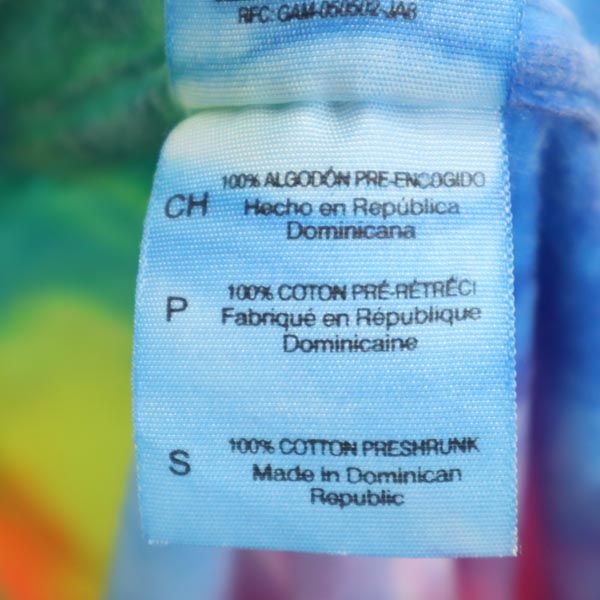 RFC: GAM-050502-JA8
100% ALGODÓN PRE-ENCOGIDO
CH Hecho en República
Dominicana
100% COTON PRÉ-RÉTRÉCI
P Fabriqué en République
Dominicaine
100% COTTON PRESHRUNK
S Made in Dominican
Republic